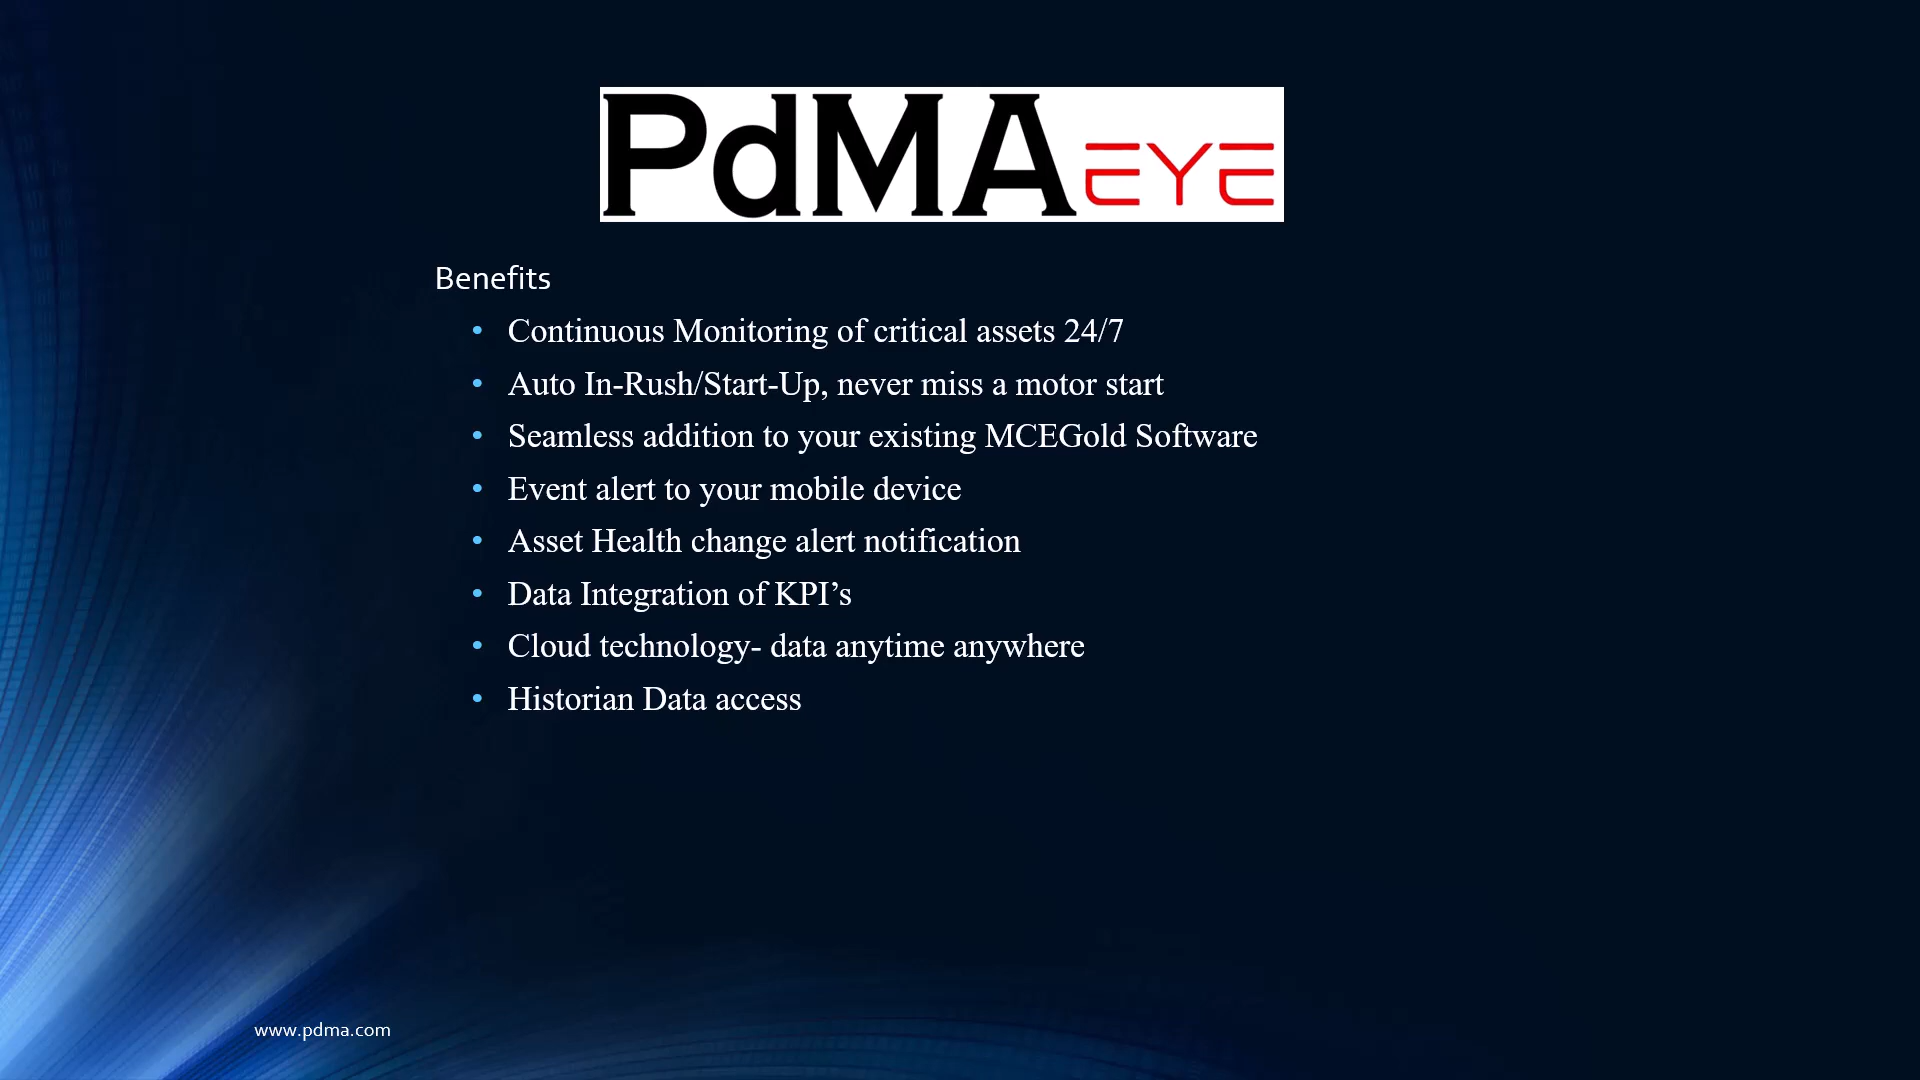 PdMA EYE
Benefits
• Continuous Monitoring of critical assets 24/7
• Auto In-Rush/Start-Up, never miss a motor start
• Seamless addition to your existing MCEGold Software
• Event alert to your mobile device
• Asset Health change alert notification
• Data Integration of KPI’s
• Cloud technology- data anytime anywhere
• Historian Data access
www.pdma.com